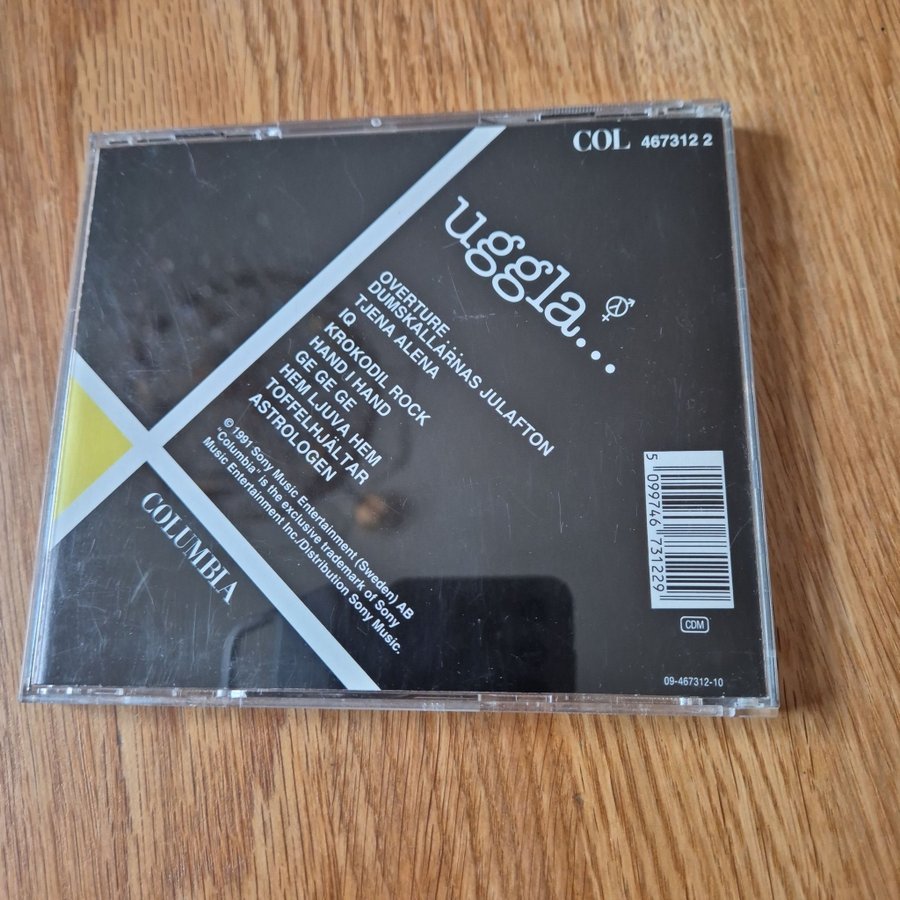 COL 467312 2
uggla...
OVERTURE...
DUMSKALLARNAS JULAFTON
TJENA ALENA
IQ
KROKODIL ROCK
HAND I HAND
GE GE GE
HEM LJUVA HEM
TOFFELHJÄLTAR
ASTROLOGEN
© 1991 Sony Music Entertainment (Sweden) AB
"Columbia" is the exclusive trademark of Sony
Music Entertainment Inc./Distribution Sony Music.
COLUMBIA
5 099746 731229
CDM
09-467312-10